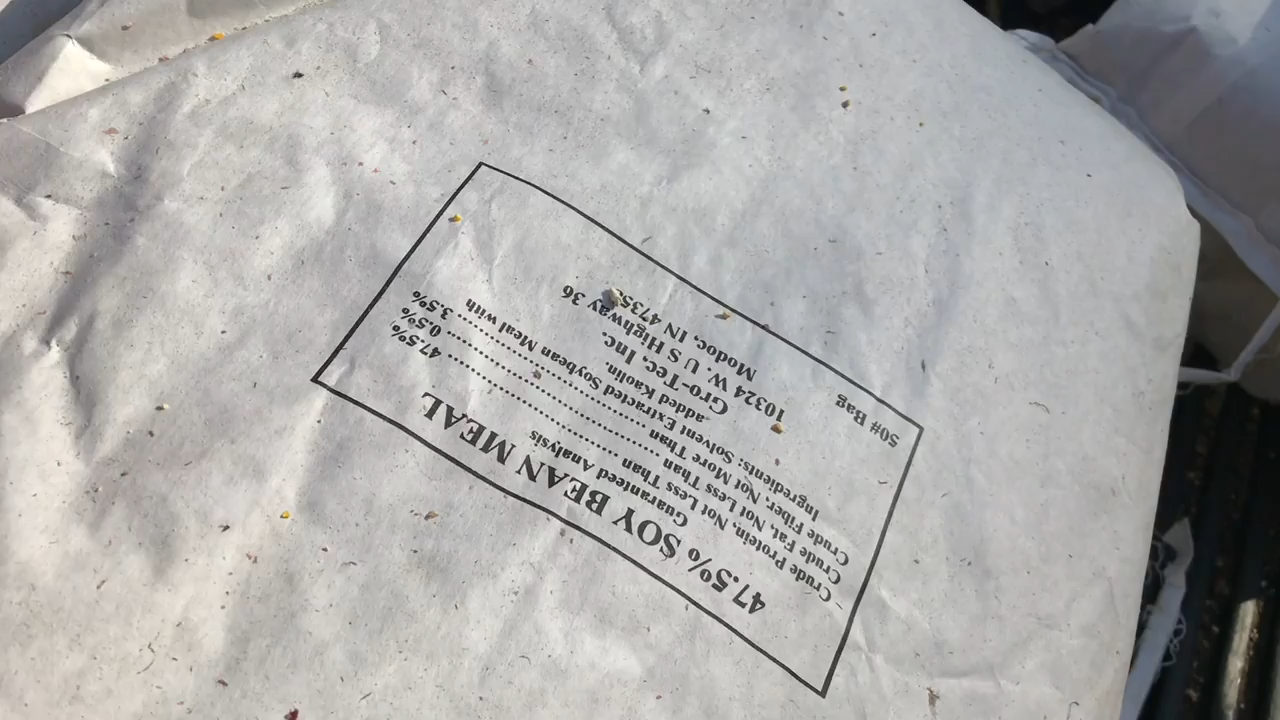 47.5% SOY BEAN MEAL
Guaranteed Analysis
Crude Protein, Not Less Than .................... 47.5%
Crude Fat, Not Less Than .................... 0.5%
Crude Fiber, Not More Than .................... 3.5%
Ingredients: Solvent Extracted Soybean Meal with
added Kaolin.
Gro-Tec, Inc.
10324 W. U S Highway 36
Modoc, IN
50# Bag